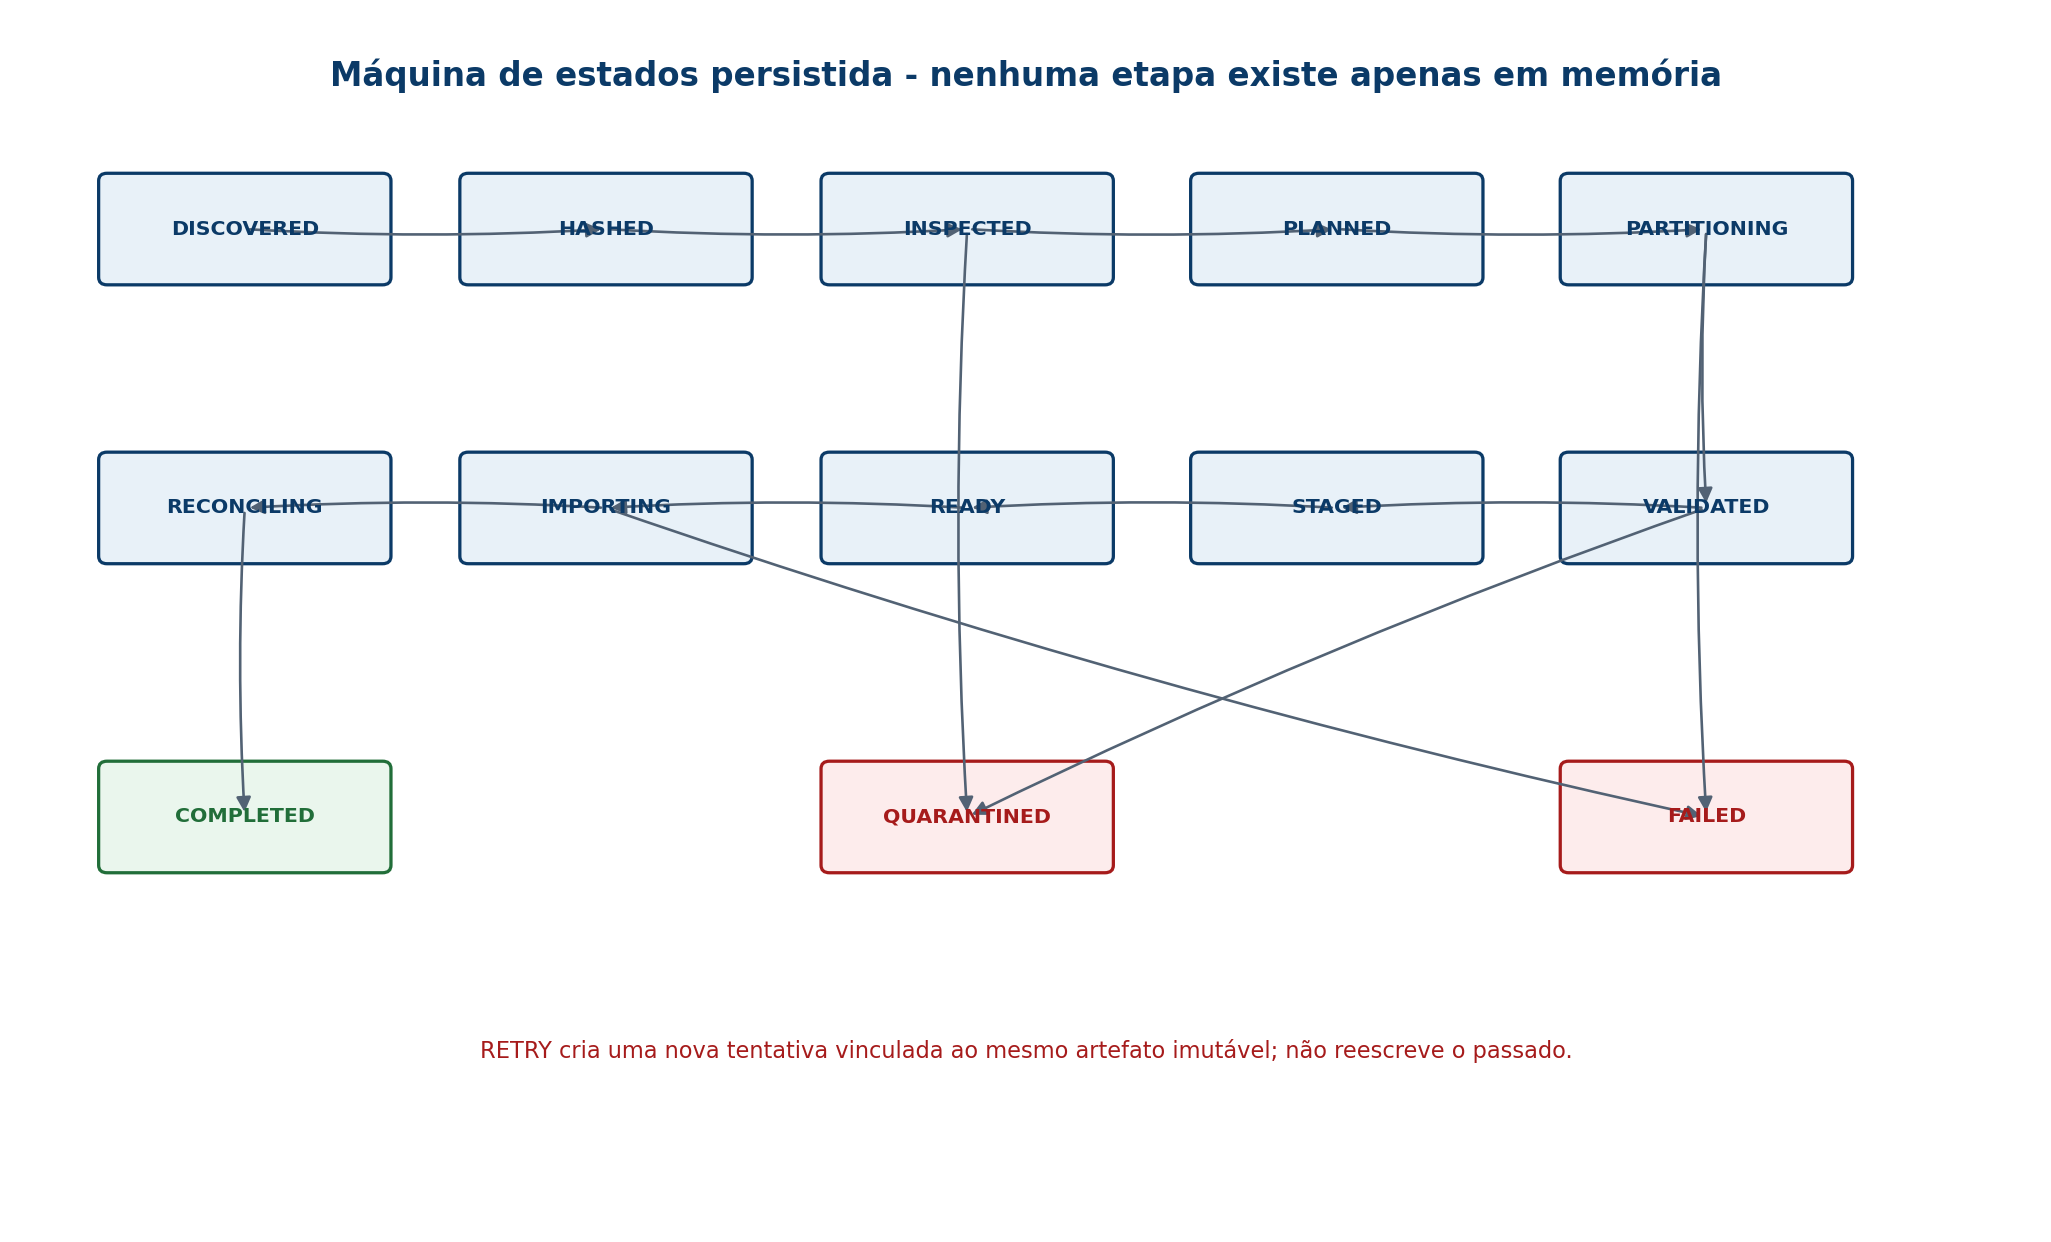 Máquina de estados persistida - nenhuma etapa existe apenas em memória
DISCOVERED
HASHED
INSPECTED
PLANNED
PARTITIONING
RECONCILING
IMPORTING
READY
STAGED
VALIDATED
COMPLETED
QUARANTINED
FAILED
RETRY cria uma nova tentativa vinculada ao mesmo artefato imutável; não reescreve o passado.